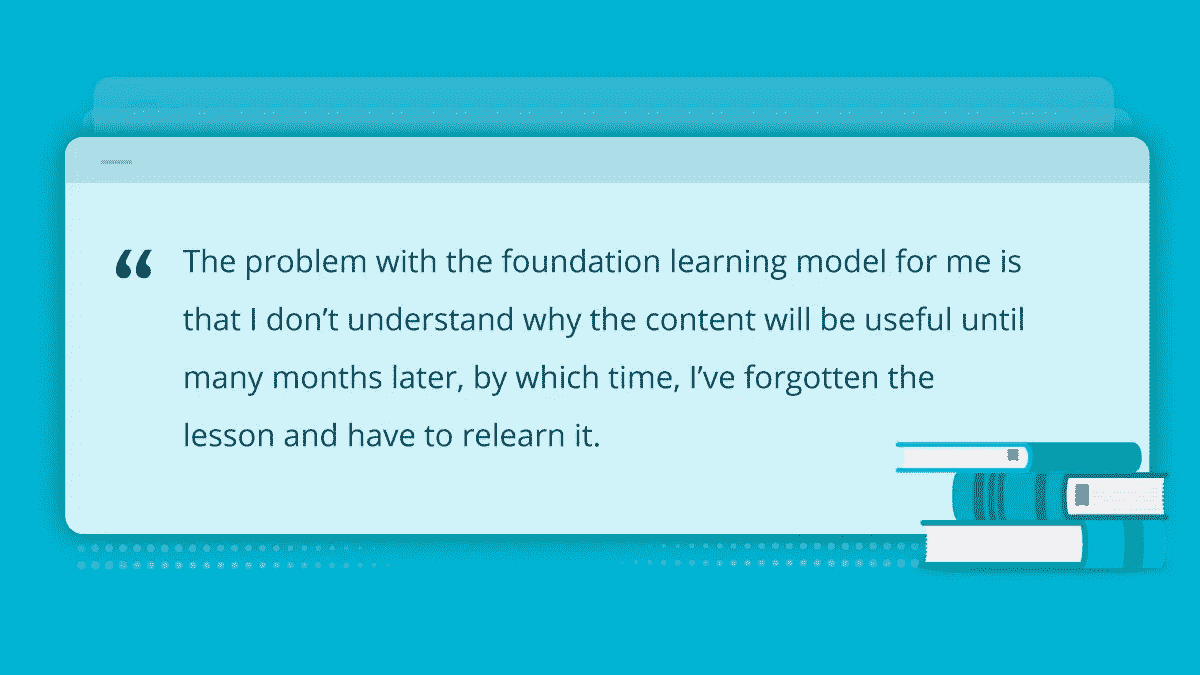 “ The problem with the foundation learning model for me is
that I don’t understand why the content will be useful until
many months later, by which time, I’ve forgotten the
lesson and have to relearn it.